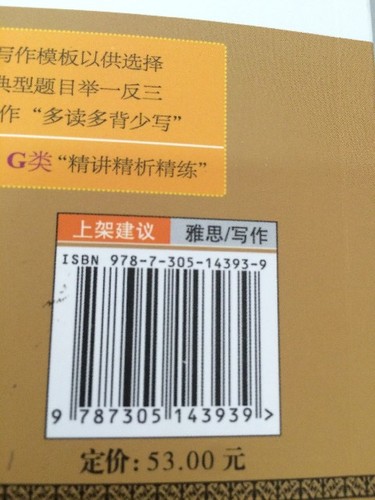 写作模板以供选择
典型题目举一反三
作“多读多背少写”
G类“精讲精析精练”
上架建议 雅思/写作
ISBN 978-7-305-14393-9
9 787305 143939 >
定价: 53.00 元